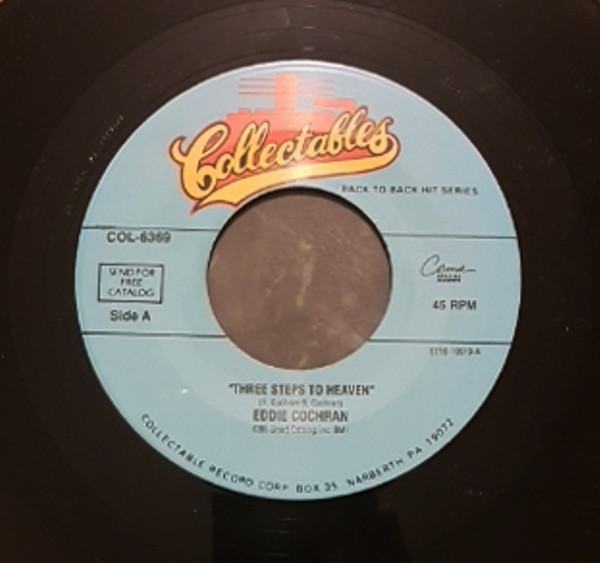 Collectables
BACK TO BACK HIT SERIES
COL-6369
SEND FOR
FREE
CATALOG
Side A
45 RPM
"THREE STEPS TO HEAVEN"
EDDIE COCHRAN
COLLECTABLE RECORD CORP BOX 35 NARBERTH PA 19072